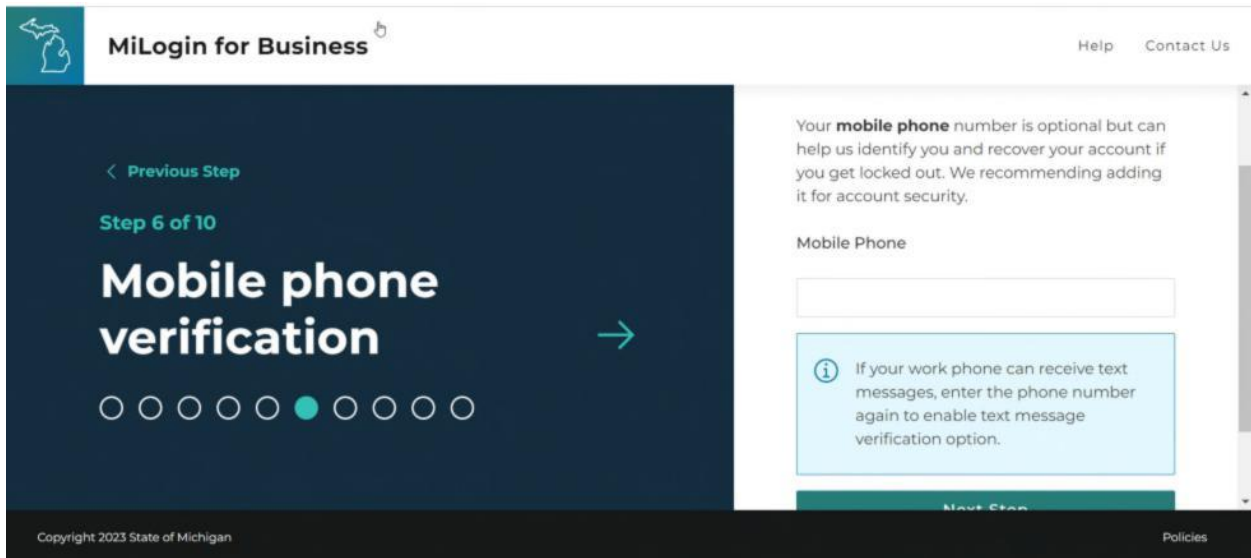 MiLogin for Business
Help
Contact Us
Previous Step
Step 6 of 10
Mobile phone
verification
Your mobile phone number is optional but can
help us identify you and recover your account if
you get locked out. We recommending adding
it for account security.
Mobile Phone
If your work phone can receive text
messages, enter the phone number
again to enable text message
verification option.
Next Step
Copyright 2023 State of Michigan
Policies